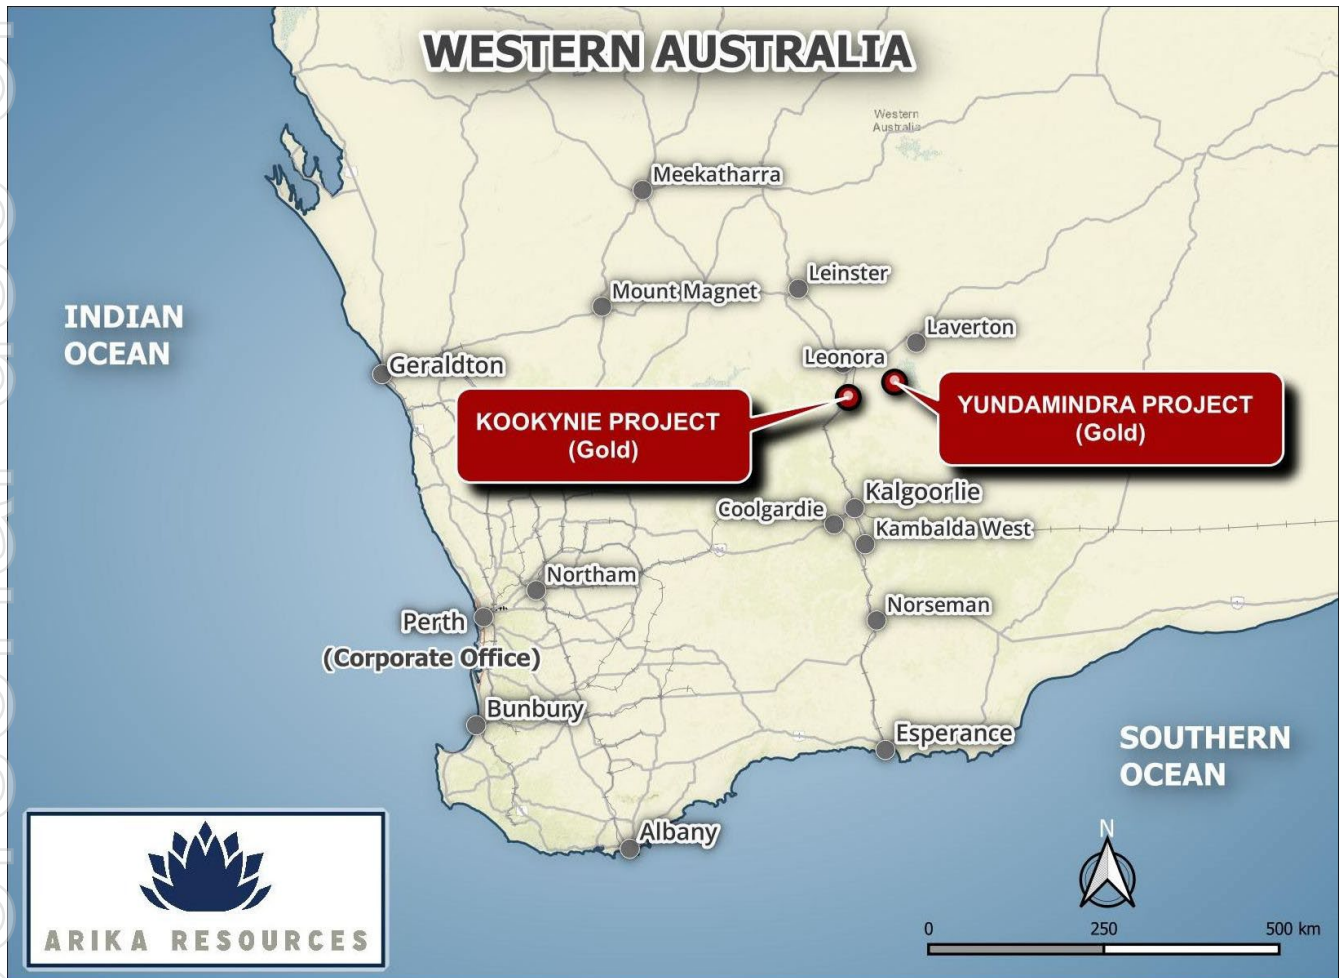 WESTERN AUSTRALIA
Western
Australia
Meekatharra
Leinster
Mount Magnet
INDIAN
OCEAN
Laverton
Leonora
Geraldton
KOOKYNIE PROJECT
(Gold)
YUNDAMINDRA PROJECT
(Gold)
Kalgoorlie
Coolgardie
Kambalda West
Northam
Norseman
Perth
(Corporate Office)
Bunbury
Esperance
SOUTHERN
OCEAN
Albany
N
ARIKA RESOURCES
0 250 500 km